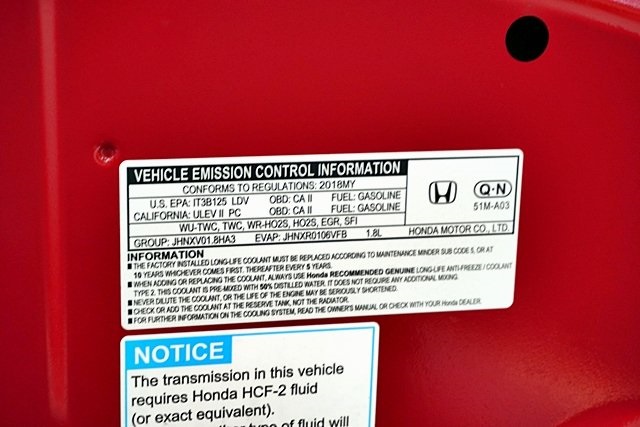 VEHICLE EMISSION CONTROL INFORMATION
CONFORMS TO REGULATIONS: 2018MY
U.S. EPA: IT3B125 LDV OBD: CA II FUEL: GASOLINE
CALIFORNIA: ULEV II PC OBD: CA II FUEL: GASOLINE
WU-TWC, TWC, WR-HO2S, HO2S, EGR, SFI
GROUP: JHNXV01.8HA3 EVAP: JHNXR0106VFB 1.8L
Q·N
51M-A03
HONDA MOTOR CO., LTD.
INFORMATION
■ THE FACTORY INSTALLED LONG-LIFE COOLANT MUST BE REPLACED ACCORDING TO MAINTENANCE MINDER SUB CODE 5, OR AT
10 YEARS WHICHEVER COMES FIRST. THEREAFTER EVERY 5 YEARS.
■ WHEN ADDING OR REPLACING THE COOLANT, ALWAYS USE Honda RECOMMENDED GENUINE LONG-LIFE ANTI-FREEZE / COOLANT
TYPE 2. THIS COOLANT IS PRE-MIXED WITH 50% DISTILLED WATER. IT DOES NOT REQUIRE ANY ADDITIONAL MIXING.
■ NEVER DILUTE THE COOLANT, OR THE LIFE OF THE ENGINE MAY BE SERIOUSLY SHORTENED.
■ CHECK OR ADD THE COOLANT AT THE RESERVE TANK, NOT THE RADIATOR.
■ FOR FURTHER INFORMATION ON THE COOLING SYSTEM, READ THE OWNER'S MANUAL OR CHECK WITH YOUR Honda DEALER.
NOTICE
The transmission in this vehicle
requires Honda HCF-2 fluid
(or exact equivalent).
type of fluid will